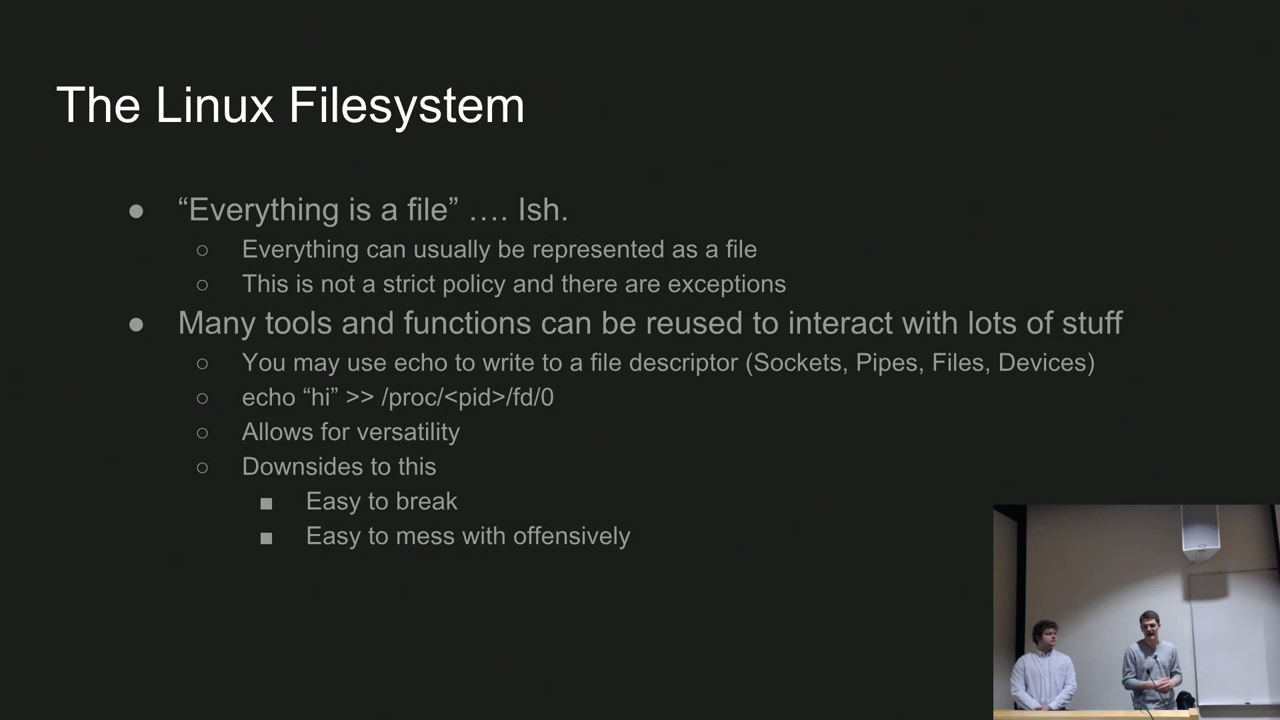 The Linux Filesystem
● “Everything is a file” …. Ish.
○ Everything can usually be represented as a file
○ This is not a strict policy and there are exceptions
● Many tools and functions can be reused to interact with lots of stuff
○ You may use echo to write to a file descriptor (Sockets, Pipes, Files, Devices)
○ echo “hi” >> /proc/<pid>/fd/0
○ Allows for versatility
○ Downsides to this
■ Easy to break
■ Easy to mess with offensively